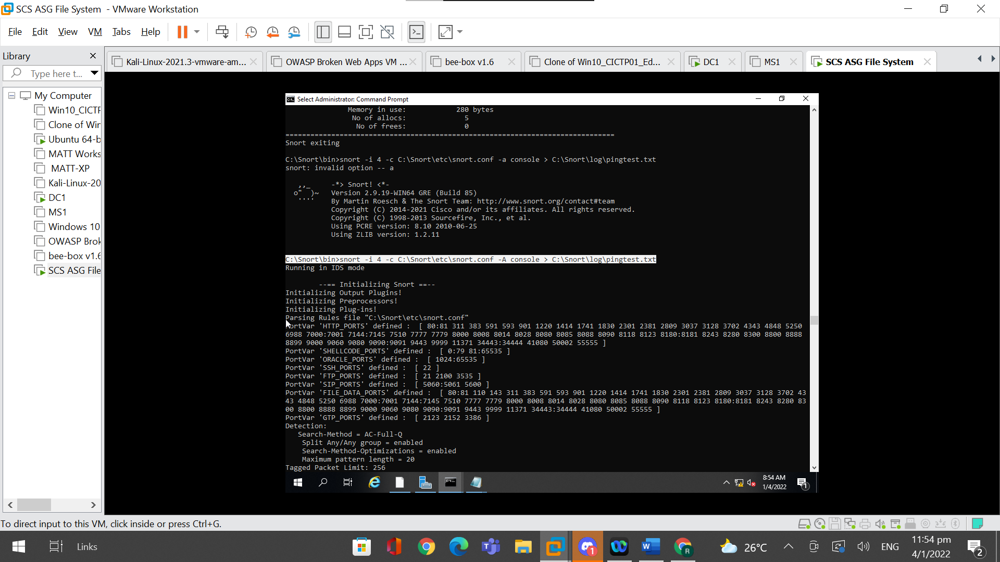 SCS ASG File System - VMware Workstation
File Edit View VM Tabs Help
Library
Type here t...
My Computer
Win10_CICTF
Clone of Wir
Ubuntu 64-b
MATT Works
MATT-XP
Kali-Linux-20
DC1
MS1
Windows 10
OWASP Brok
bee-box v1.6
SCS ASG File
Kali-Linux-2021.3-vmware-am...
OWASP Broken Web Apps VM ...
bee-box v1.6
Clone of Win10_CICTP01_Ed...
DC1
MS1
SCS ASG File System
Select Administrator: Command Prompt
Memory in use: 280 bytes
No of allocs: 5
No of frees: 0
===============================================================================
Snort exiting
C:\Snort\bin>snort -i 4 -c C:\Snort\etc\snort.conf -a console > C:\Snort\log\pingtest.txt
snort: invalid option -- a
,,_ -*> Snort! <*-
o" )~ Version 2.9.19-WIN64 GRE (Build 85)
'''' By Martin Roesch & The Snort Team: http://www.snort.org/contact#team
Copyright (C) 2014-2021 Cisco and/or its affiliates. All rights reserved.
Copyright (C) 1998-2013 Sourcefire, Inc., et al.
Using PCRE version: 8.10 2010-06-25
Using ZLIB version: 1.2.11
C:\Snort\bin>snort -i 4 -c C:\Snort\etc\snort.conf -A console > C:\Snort\log\pingtest.txt
Running in IDS mode
--== Initializing Snort ==--
Initializing Output Plugins!
Initializing Preprocessors!
Initializing Plug-ins!
Parsing Rules file "C:\Snort\etc\snort.conf"
PortVar 'HTTP_PORTS' defined : [ 80:81 311 383 591 593 901 1220 1414 1741 1830 2301 2381 2809 3037 3128 3702 4343 4848 5250
6988 7000:7001 7144:7145 7510 7777 7779 8000 8008 8014 8028 8080 8085 8088 8090 8118 8123 8180:8181 8243 8280 8300 8800 8888
8899 9000 9060 9080 9090:9091 9443 9999 11371 34443:34444 41080 50002 55555 ]
PortVar 'SHELLCODE_PORTS' defined : [ 0:79 81:65535 ]
PortVar 'ORACLE_PORTS' defined : [ 1024:65535 ]
PortVar 'SSH_PORTS' defined : [ 22 ]
PortVar 'FTP_PORTS' defined : [ 21 2100 3535 ]
PortVar 'SIP_PORTS' defined : [ 5060:5061 5600 ]
PortVar 'FILE_DATA_PORTS' defined : [ 80:81 110 143 311 383 591 593 901 1220 1414 1741 1830 2301 2381 2809 3037 3128 3702 43
43 4848 5250 6988 7000:7001 7144:7145 7510 7777 7779 8000 8008 8014 8028 8080 8085 8088 8090 8118 8123 8180:8181 8243 8280 83
00 8800 8888 8899 9000 9060 9080 9090:9091 9443 9999 11371 34443:34444 41080 50002 55555 ]
PortVar 'GTP_PORTS' defined : [ 2123 2152 3386 ]
Detection:
Search-Method = AC-Full-Q
Split Any/Any group = enabled
Search-Method-Optimizations = enabled
Maximum pattern length = 20
Tagged Packet Limit: 256
8:54 AM
1/4/2022
1
To direct input to this VM, click inside or press Ctrl+G.
Links
1
26°C
ENG
11:54 pm
4/1/2022
2